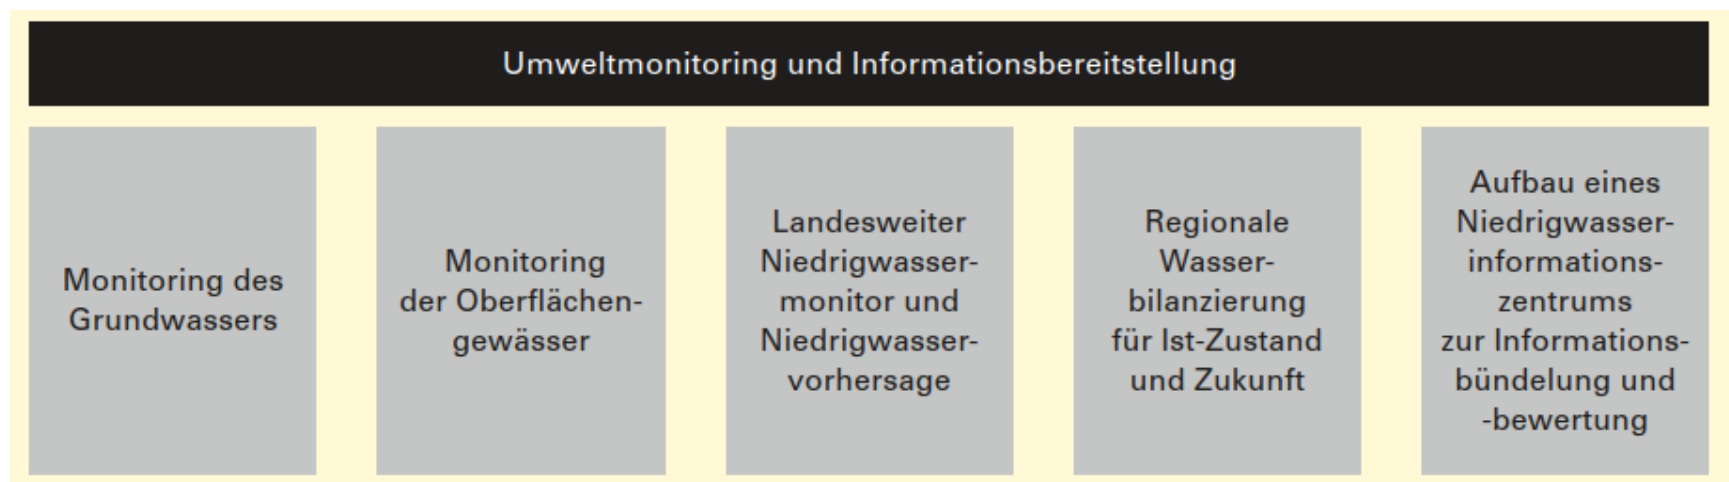 Umweltmonitoring und Informationsbereitstellung
Monitoring des
Grundwassers
Monitoring
der Oberflächen-
gewässer
Landesweiter
Niedrigwasser-
monitor und
Niedrigwasser-
vorhersage
Regionale
Wasser-
bilanzierung
für Ist-Zustand
und Zukunft
Aufbau eines
Niedrigwasser-
informations-
zentrums
zur Informations-
bündelung und
-bewertung